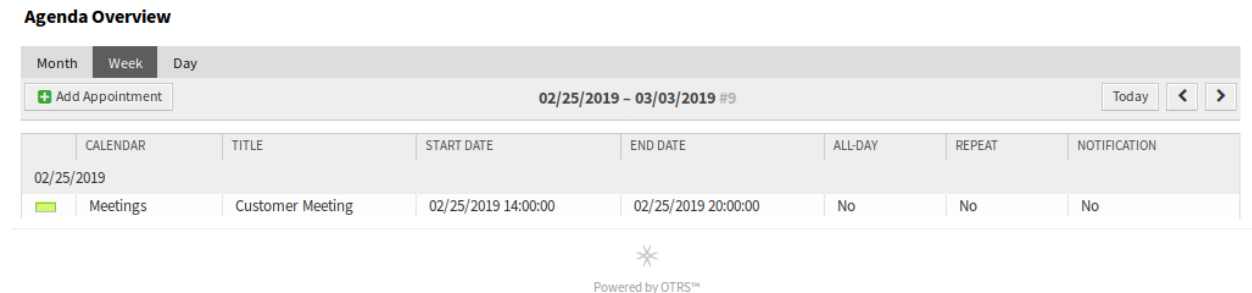 Agenda Overview
Month Week Day
Add Appointment 02/25/2019 – 03/03/2019 #9 Today
CALENDAR TITLE START DATE END DATE ALL-DAY REPEAT NOTIFICATION
02/25/2019
Meetings Customer Meeting 02/25/2019 14:00:00 02/25/2019 20:00:00 No No No
Powered by OTRS™